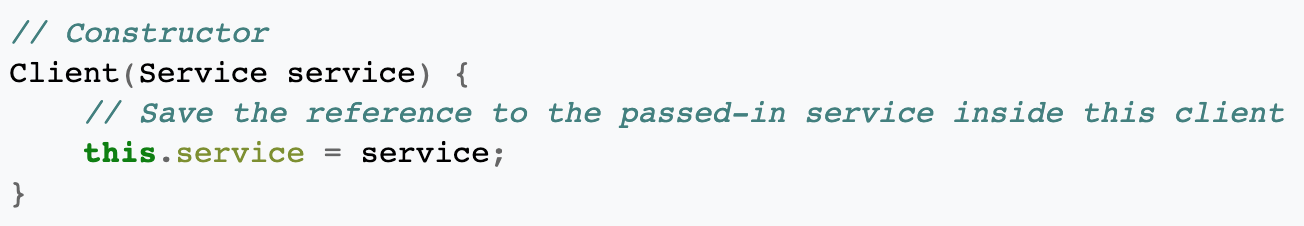 // Constructor
Client(Service service) {
    // Save the reference to the passed-in service inside this client
    this.service = service;
}